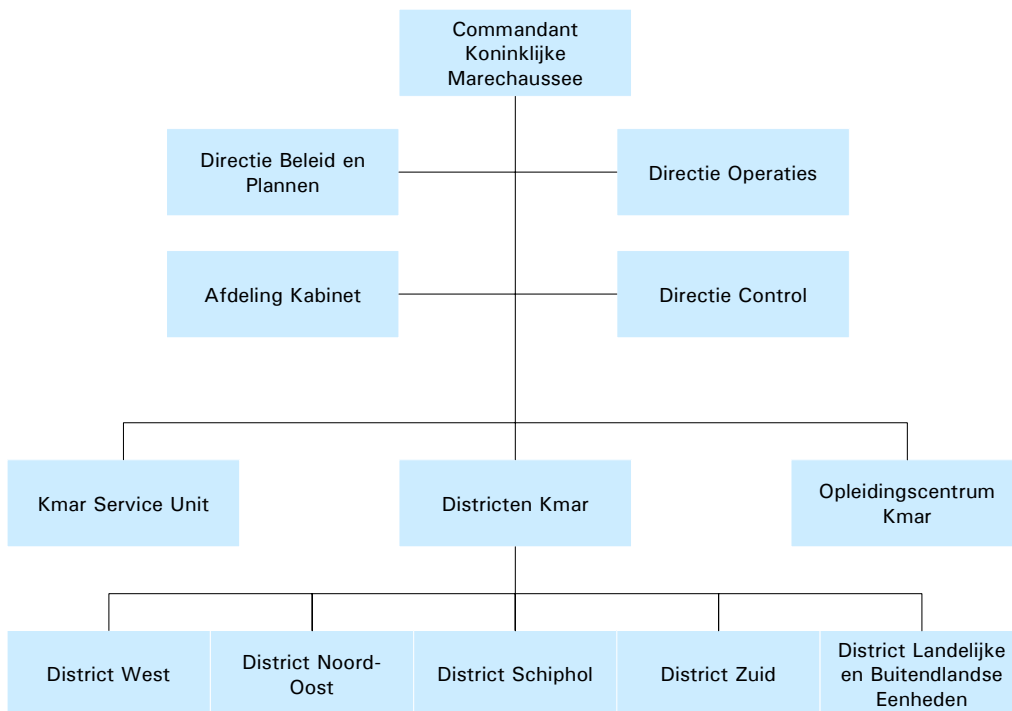 Commandant
Koninklijke
Marechaussee
Directie Beleid en
Plannen
Directie Operaties
Afdeling Kabinet
Directie Control
Kmar Service Unit
Districten Kmar
Opleidingscentrum
Kmar
District West
District Noord-
Oost
District Schiphol
District Zuid
District Landelijke
en Buitendlandse
Eenheden